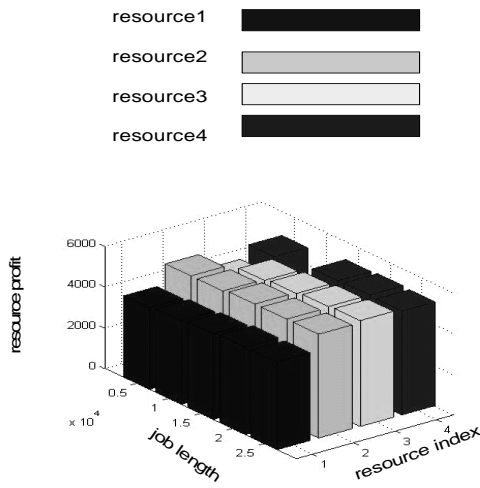 resource1
resource2
resource3
resource4
6000
4000
2000
0
resource profit
0.5
1
1.5
2
2.5
x 10^4
job length
1
2
3
4
resource index